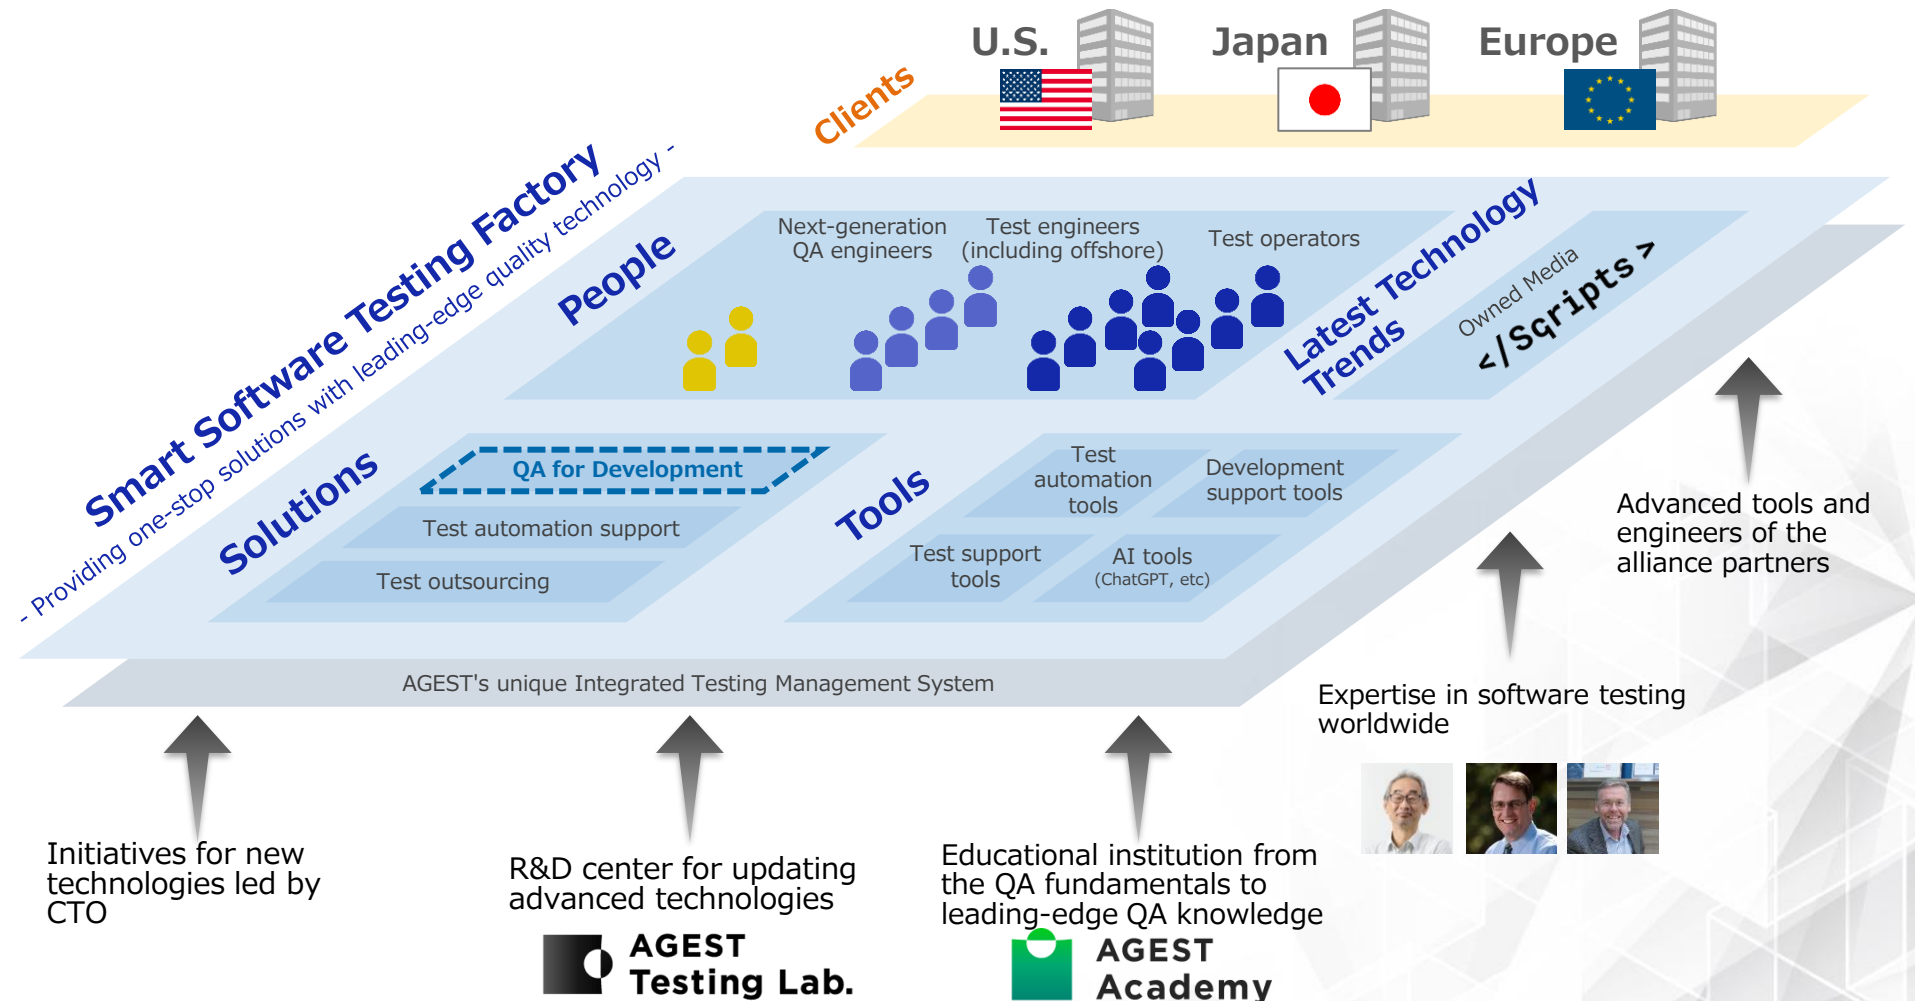 U.S.
Japan
Europe
Clients
Smart Software Testing Factory
- Providing one-stop solutions with leading-edge quality technology -
People
Next-generation
QA engineers
Test engineers
(including offshore)
Test operators
Latest Technology
Trends
Owned Media
</Sqripts>
Solutions
QA for Development
Test automation support
Test outsourcing
Tools
Test
automation
tools
Development
support tools
Test support
tools
AI tools
(ChatGPT, etc)
AGEST's unique Integrated Testing Management System
Advanced tools and
engineers of the
alliance partners
Expertise in software testing
worldwide
Initiatives for new
technologies led by
CTO
R&D center for updating
advanced technologies
AGEST
Testing Lab.
Educational institution from
the QA fundamentals to
leading-edge QA knowledge
AGEST
Academy